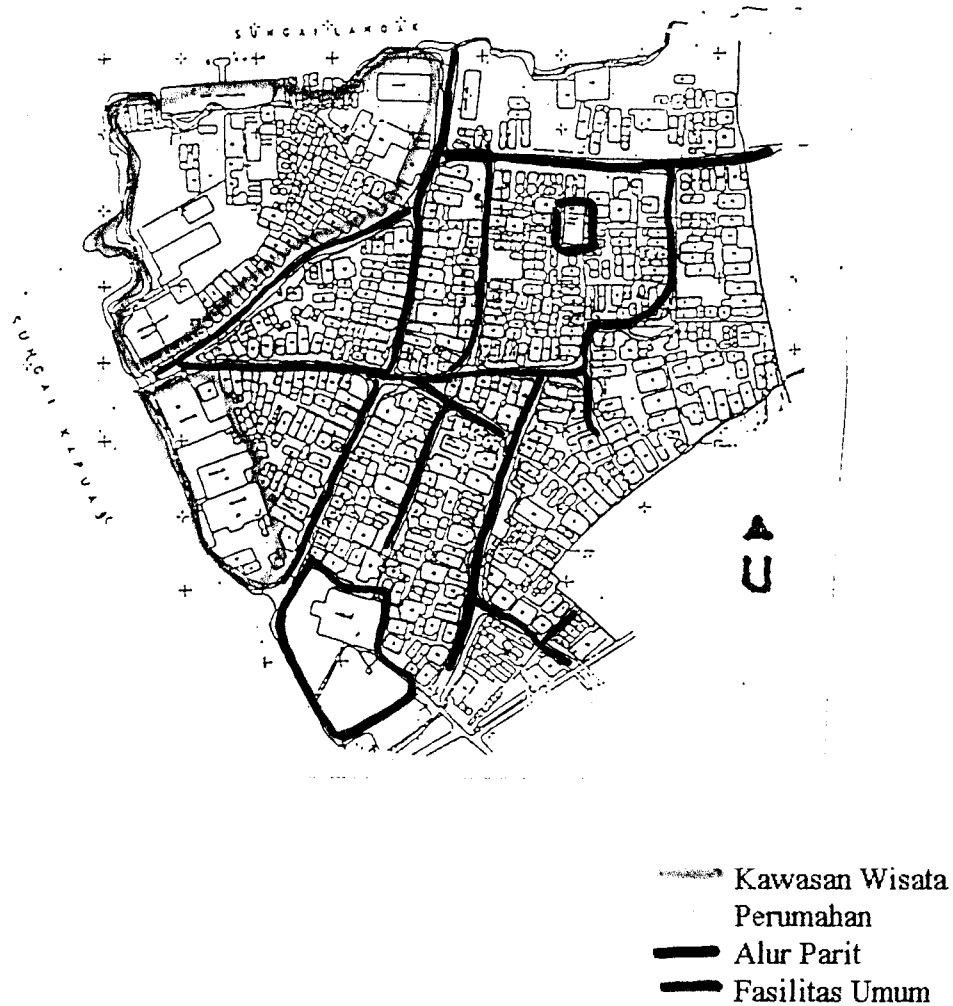 SUNGAI LANDAK
SUNGAI KAPUAS
U
Kawasan Wisata
Perumahan
Alur Parit
Fasilitas Umum